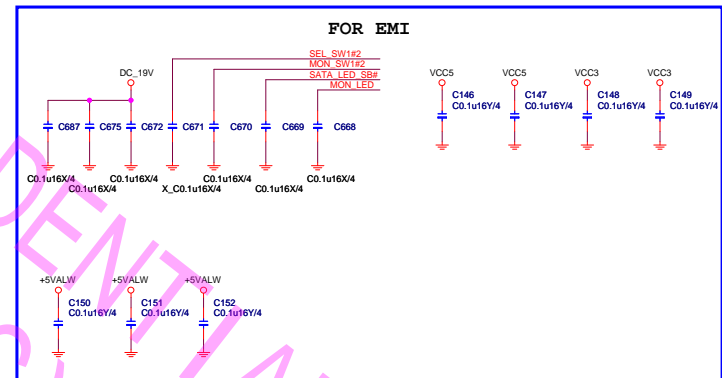 FOR EMI
SEL_SW1#2
MON_SW1#2
SATA_LED_SB#
MON_LED
DC_19V
VCC5 VCC5 VCC3 VCC3
C146 C147 C148 C149
C0.1u16Y/4 C0.1u16Y/4 C0.1u16Y/4 C0.1u16Y/4
C687 C675 C672 C671 C670 C669 C668
C0.1u16X/4 C0.1u16X/4 C0.1u16X/4 C0.1u16X/4
C0.1u16X/4 X_C0.1u16X/4 C0.1u16X/4
+5VALW +5VALW +5VALW
C150 C151 C152
C0.1u16Y/4 C0.1u16Y/4 C0.1u16Y/4